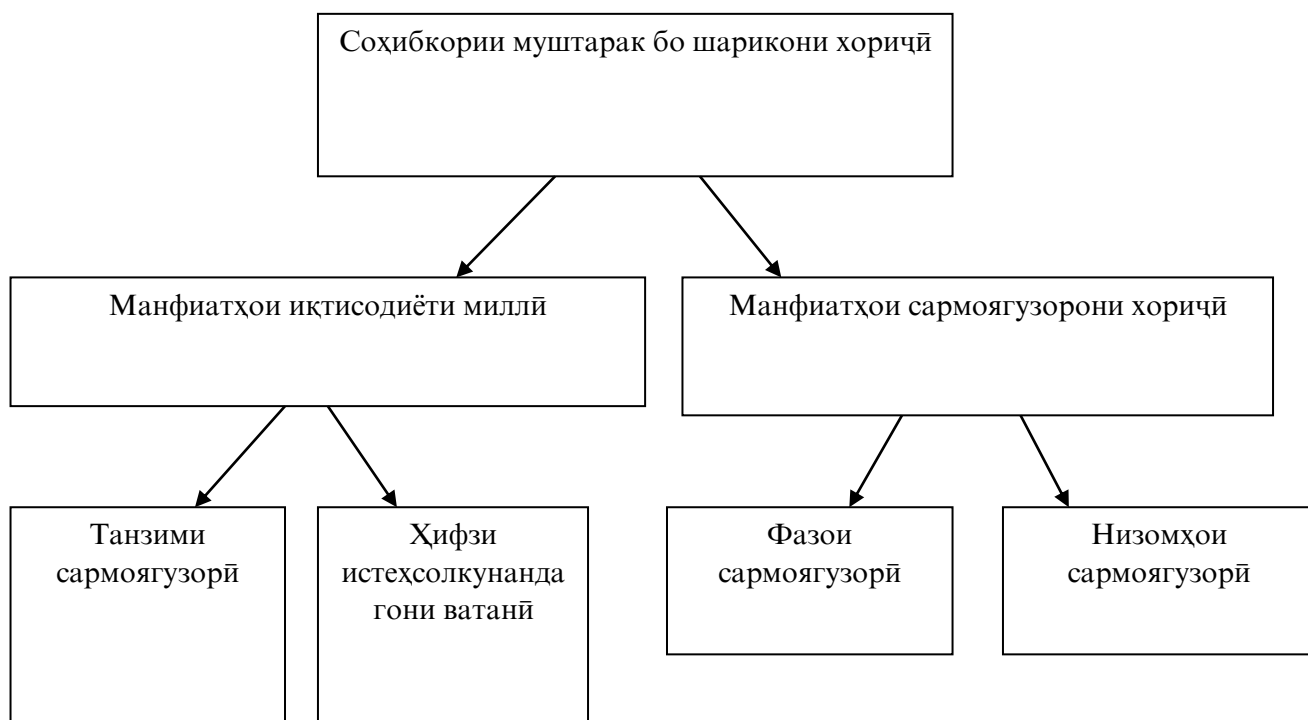 Соҳибкории муштарак бо шарикони хориҷӣ
Манфиатҳои иқтисодиёти миллӣ
Манфиатҳои сармоягузорони хориҷӣ
Танзими
сармоягузорӣ
Ҳифзи
истеҳсолкунанда
гони ватанӣ
Фазои
сармоягузорӣ
Низомҳои
сармоягузорӣ